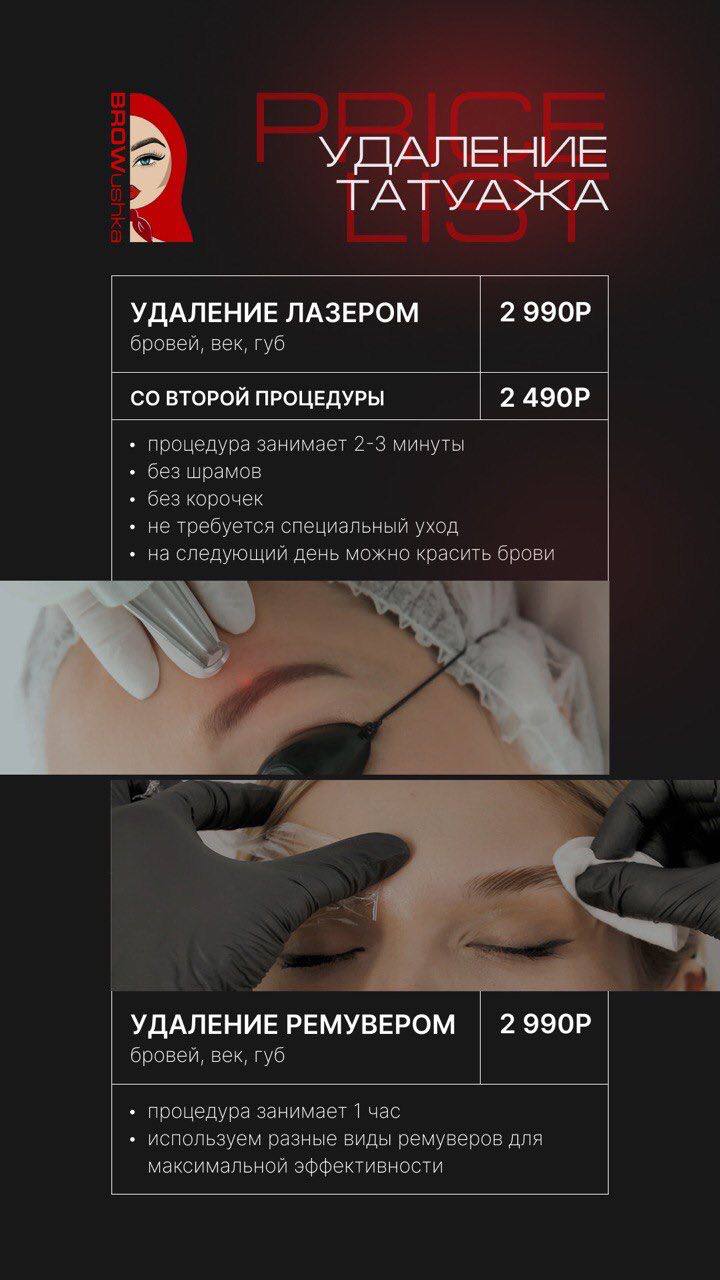 BROWushka
PRICE
LIST
УДАЛЕНИЕ
ТАТУАЖА
УДАЛЕНИЕ ЛАЗЕРОМ 2 990Р
бровей, век, губ
СО ВТОРОЙ ПРОЦЕДУРЫ 2 490Р
• процедура занимает 2-3 минуты
• без шрамов
• без корочек
• не требуется специальный уход
• на следующий день можно красить брови
УДАЛЕНИЕ РЕМУВЕРОМ 2 990Р
бровей, век, губ
• процедура занимает 1 час
• используем разные виды ремуверов для
максимальной эффективности